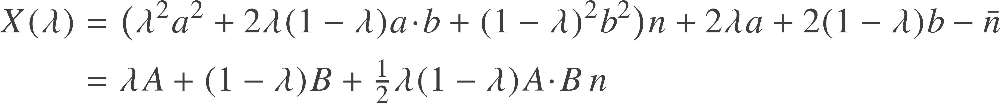 X(λ) = (λ²a² + 2λ(1 − λ)a·b + (1 − λ)²b²)n + 2λa + 2(1 − λ)b − n̄
= λA + (1 − λ)B + ½λ(1 − λ)A·B n